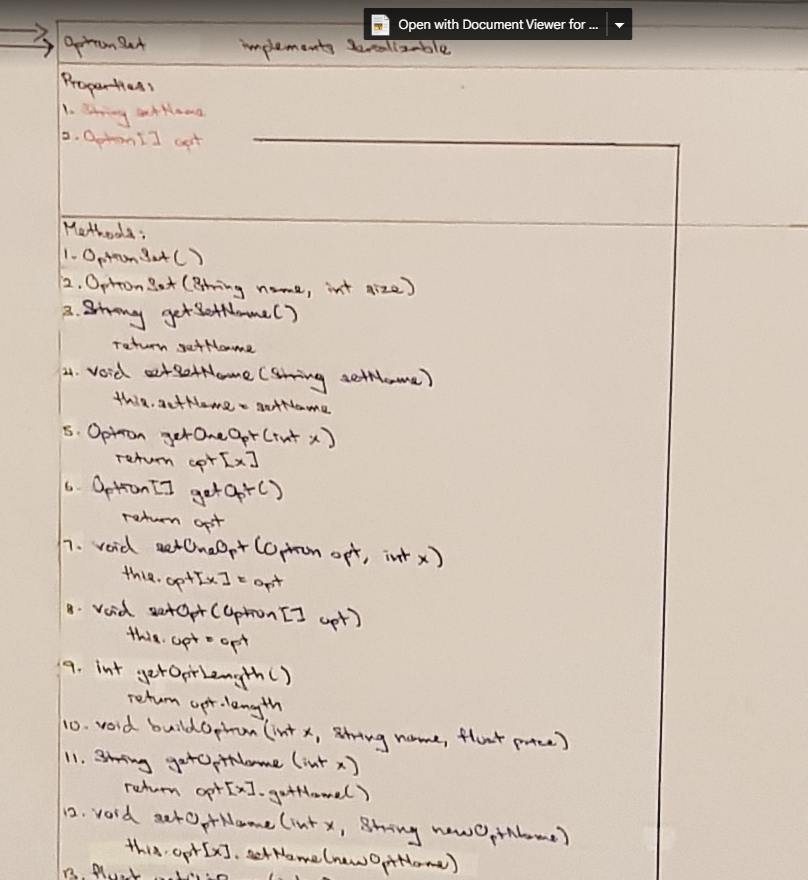 Open with Document Viewer for ...
OptionSet implements Serializable
Properties:
1. String setName
2. Option[] opt
Methods:
1. OptionSet()
2. OptionSet(String name, int size)
3. String getSetName()
return setName
4. void setSetName(String setName)
this.setName = setName
5. Option getOneOpt(int x)
return opt[x]
6. Option[] getOpt()
return opt
7. void setOneOpt(Option opt, int x)
this.opt[x] = opt
8. void setOpt(Option[] opt)
this.opt = opt
9. int getOptLength()
return opt.length
10. void buildOption(int x, String name, float price)
11. String getOptName(int x)
return opt[x].getName()
12. void setOptName(int x, String newOptName)
this.opt[x].setName(newOptName)
13. float